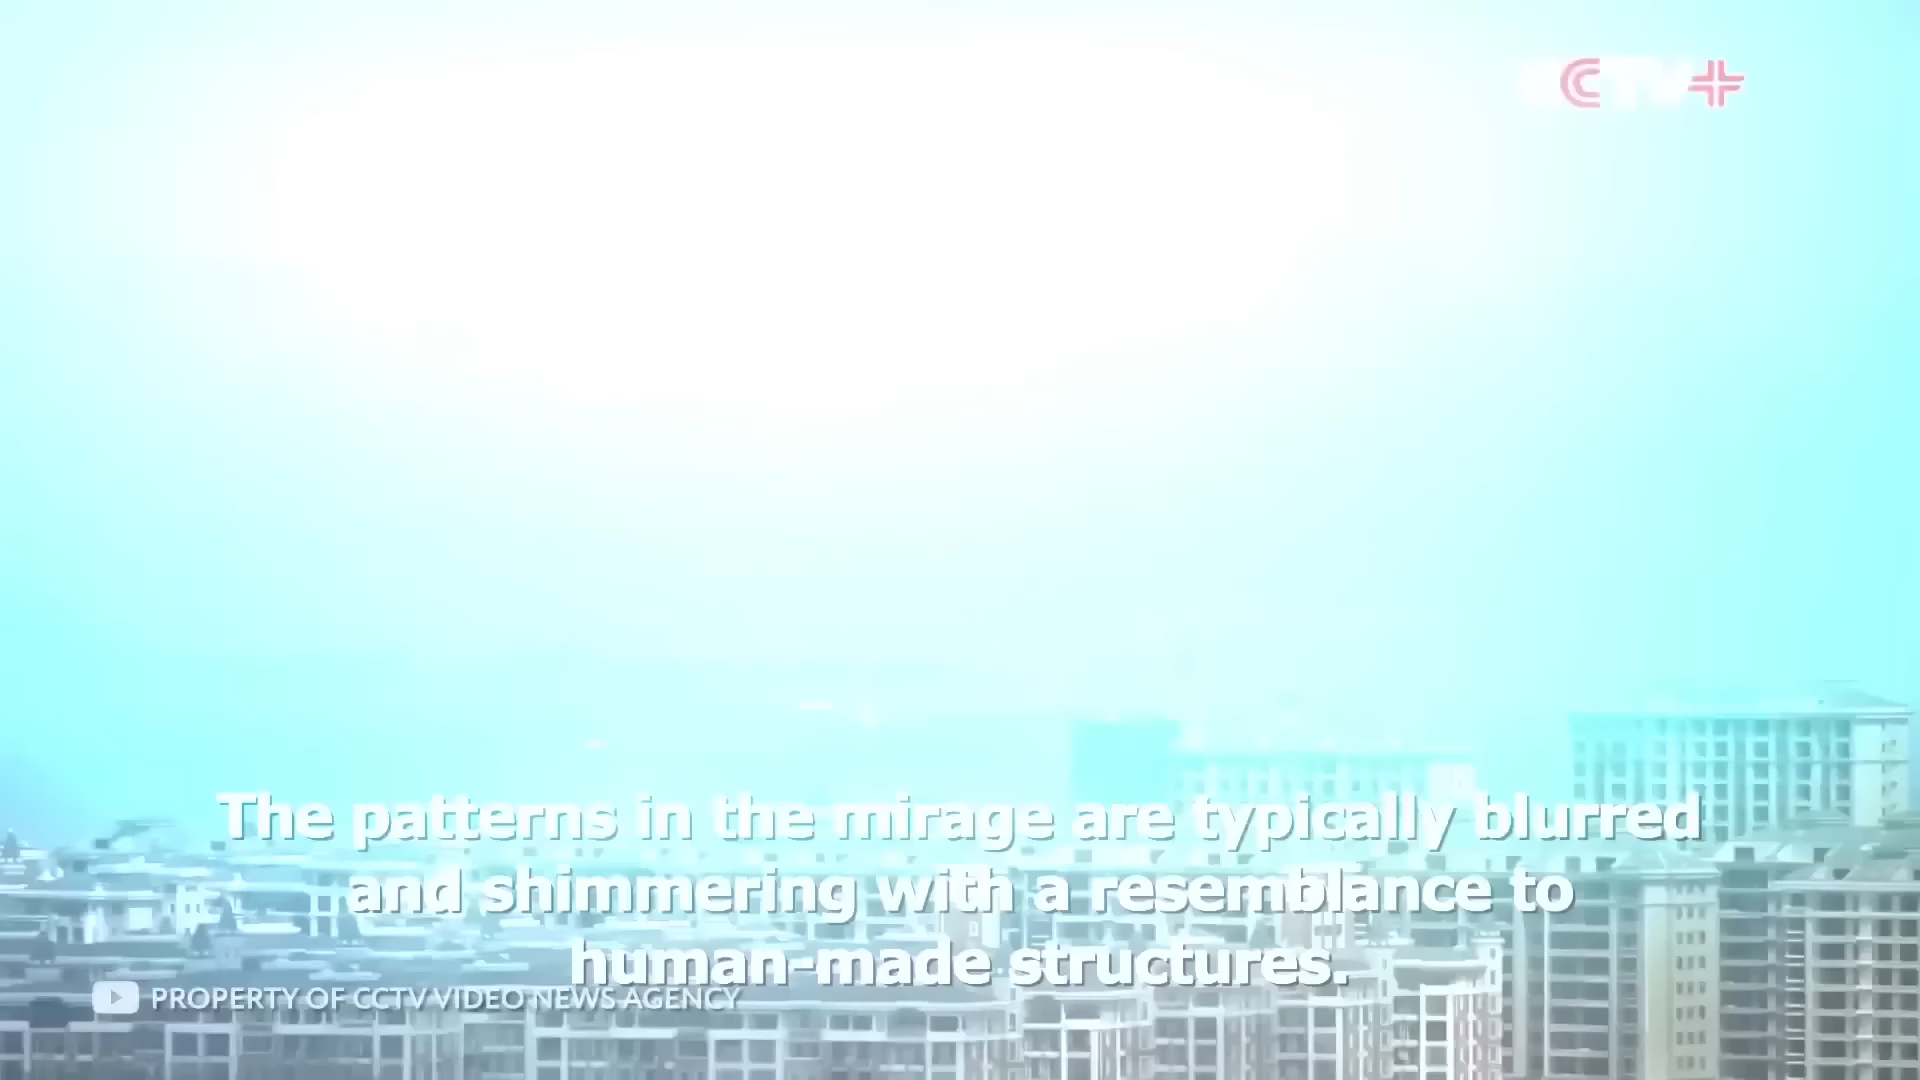 CCTV+
The patterns in the mirage are typically blurred
and shimmering with a resemblance to
human-made structures.
PROPERTY OF CCTV VIDEO NEWS AGENCY